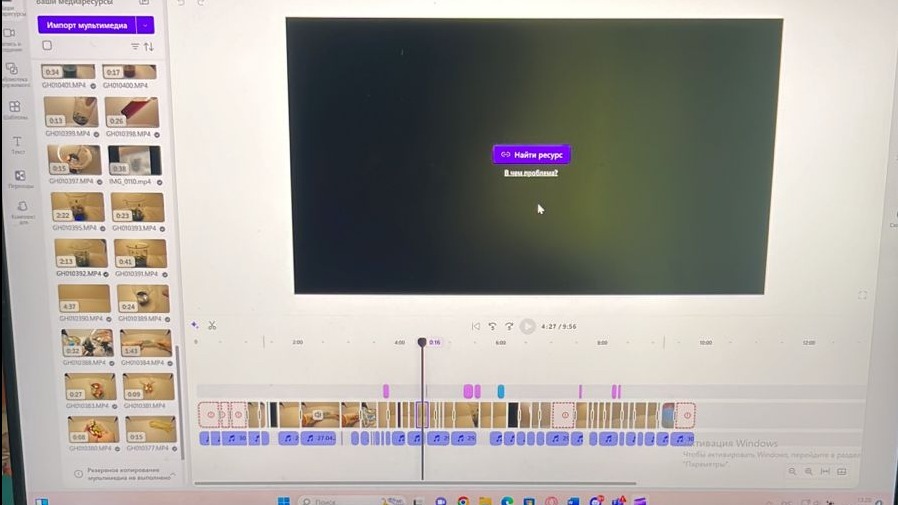 Ваши медиаресурсы
Импорт мультимедиа
0:34
0:17
GH010401.MP4
GH010400.MP4
0:13
0:26
GH010399.MP4
GH010398.MP4
0:15
0:38
GH010397.MP4
IMG_0110.mp4
2:22
0:23
GH010395.MP4
GH010393.MP4
2:13
0:41
GH010392.MP4
GH010391.MP4
4:37
0:24
GH010390.MP4
GH010389.MP4
0:32
1:43
GH010388.MP4
GH010384.MP4
0:27
0:09
GH010383.MP4
GH010381.MP4
0:08
0:15
GH010380.MP4
GH010377.MP4
Резервное копирование
мультимедиа не выполнено
Шаблоны
Текст
Переходы
Найти ресурс
В чем проблема?
4:27 / 9:56
0
2:00
4:00
0:16
6:00
8:00
10:00
12:00
Активация Windows
Чтобы активировать Windows, перейдите в раздел
"Параметры".
Поиск